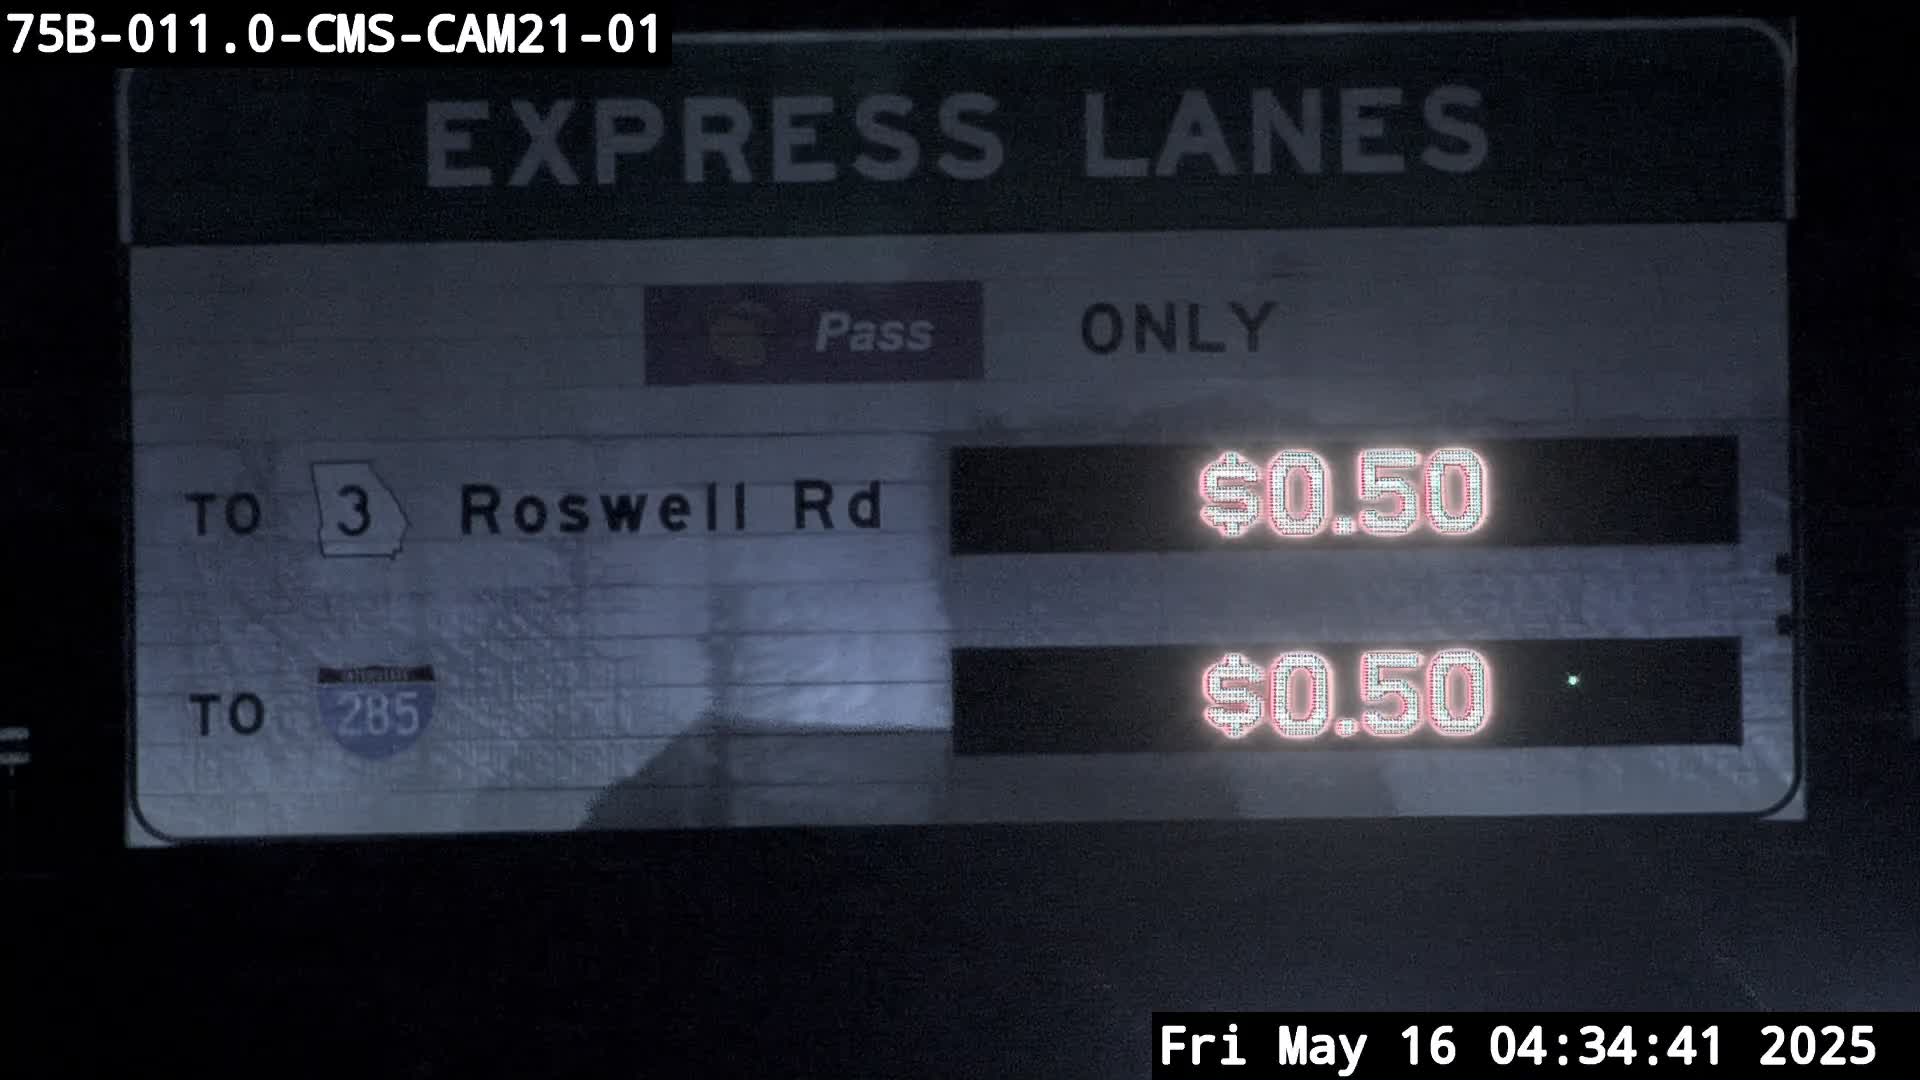 75B-011.0-CMS-CAM21-01
EXPRESS LANES
Pass ONLY
TO 3 Roswell Rd $0.50
TO INTERSTATE 285 $0.50
Fri May 16 04:34:41 2025